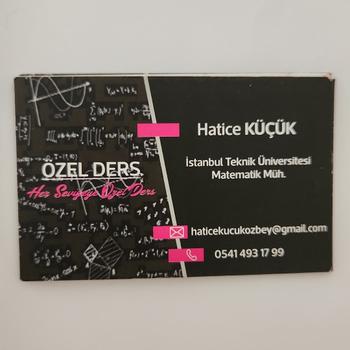 ÖZEL DERS
Her Seviyeye Özel Ders
Hatice KÜÇÜK
İstanbul Teknik Üniversitesi
Matematik Müh.
haticekucukozbey@gmail.com
0541 493 17 99